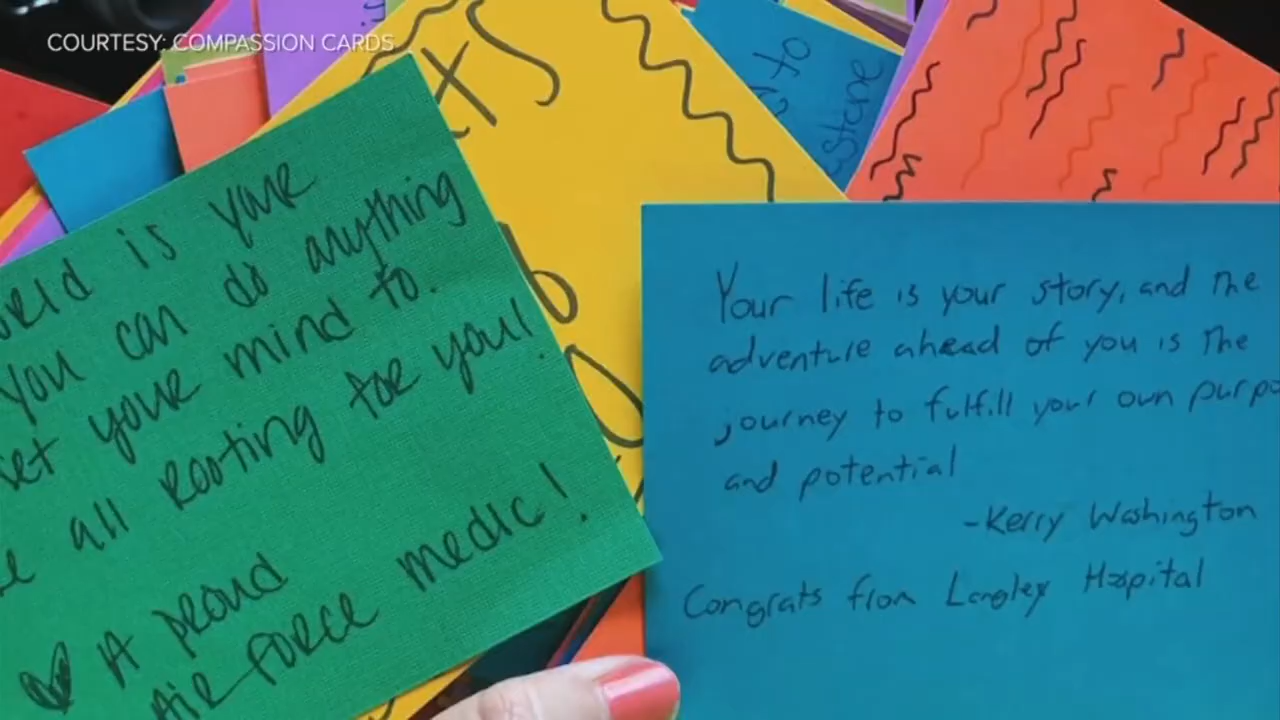 COURTESY: COMPASSION CARDS
is your
you can do anything
set your mind to.
all rooting for you!
A proud
Air force medic!
to
Your life is your story, and the
adventure ahead of you is the
journey to fulfill your own
and potential
-Kerry Washington
Congrats from Langley Hospital